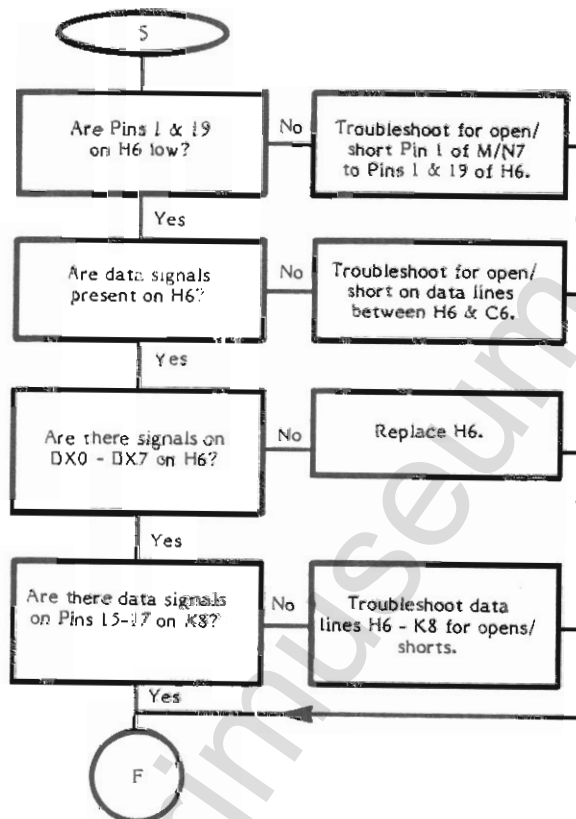 S
Are Pins 1 & 19
on H6 low?
No
Troubleshoot for open/
short Pin 1 of M/N7
to Pins 1 & 19 of H6.
Yes
Are data signals
present on H6?
No
Troubleshoot for open/
short on data lines
between H6 & C6.
Yes
Are there signals on
DX0 - DX7 on H6?
No
Replace H6.
Yes
Are there data signals
on Pins 15-17 on K8?
No
Troubleshoot data
lines H6 - K8 for opens/
shorts.
Yes
F